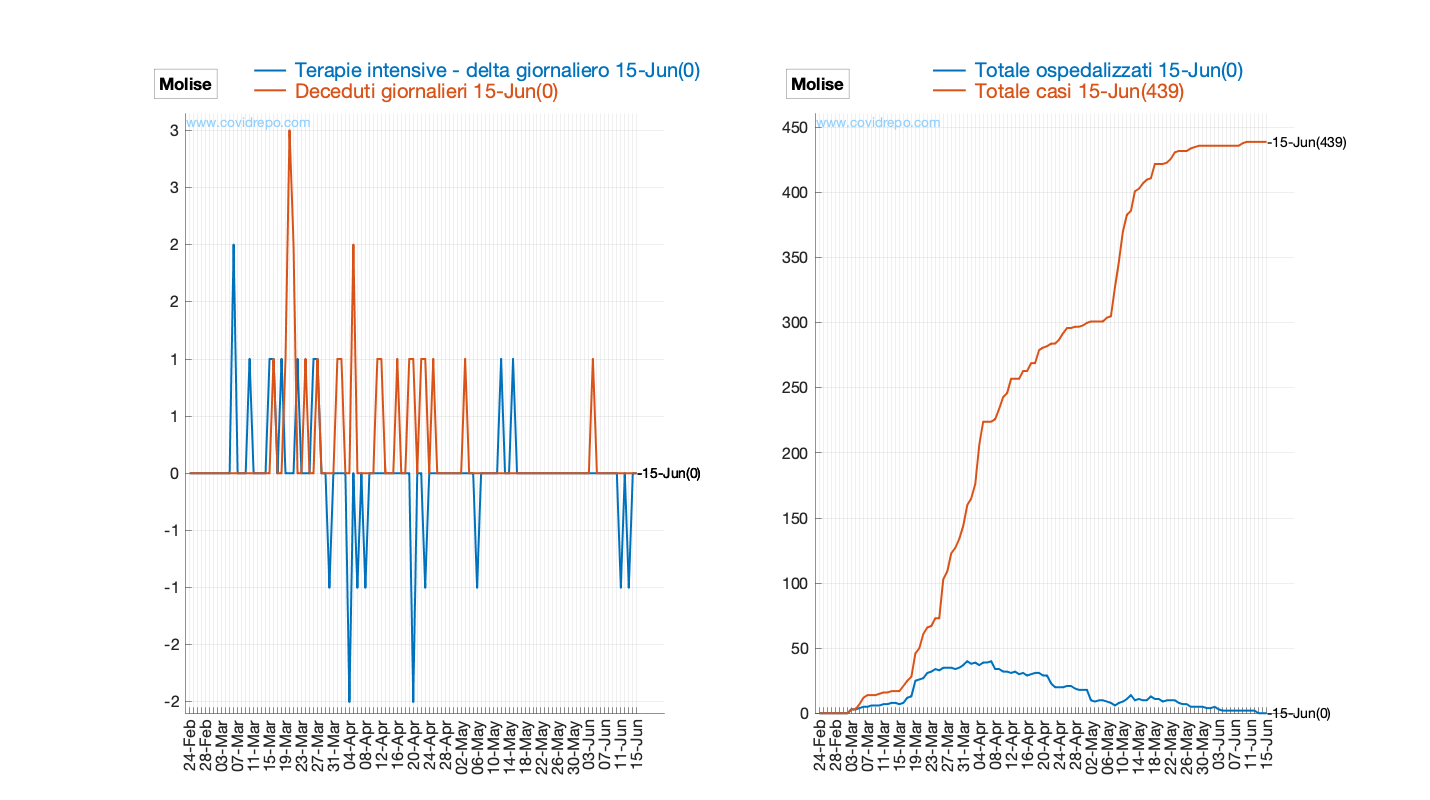 Molise
Terapie intensive - delta giornaliero 15-Jun(0)
Deceduti giornalieri 15-Jun(0)
www.covidrepo.com
3
3
2
2
1
1
0
-1
-1
-2
-2
-15-Jun(0)
24-Feb
28-Feb
03-Mar
07-Mar
11-Mar
15-Mar
19-Mar
23-Mar
27-Mar
31-Mar
04-Apr
08-Apr
12-Apr
16-Apr
20-Apr
24-Apr
28-Apr
02-May
06-May
10-May
14-May
18-May
22-May
26-May
30-May
03-Jun
07-Jun
11-Jun
15-Jun
Molise
Totale ospedalizzati 15-Jun(0)
Totale casi 15-Jun(439)
www.covidrepo.com
450
400
350
300
250
200
150
100
50
0
-15-Jun(439)
-15-Jun(0)
24-Feb
28-Feb
03-Mar
07-Mar
11-Mar
15-Mar
19-Mar
23-Mar
27-Mar
31-Mar
04-Apr
08-Apr
12-Apr
16-Apr
20-Apr
24-Apr
28-Apr
02-May
06-May
10-May
14-May
18-May
22-May
26-May
30-May
03-Jun
07-Jun
11-Jun
15-Jun